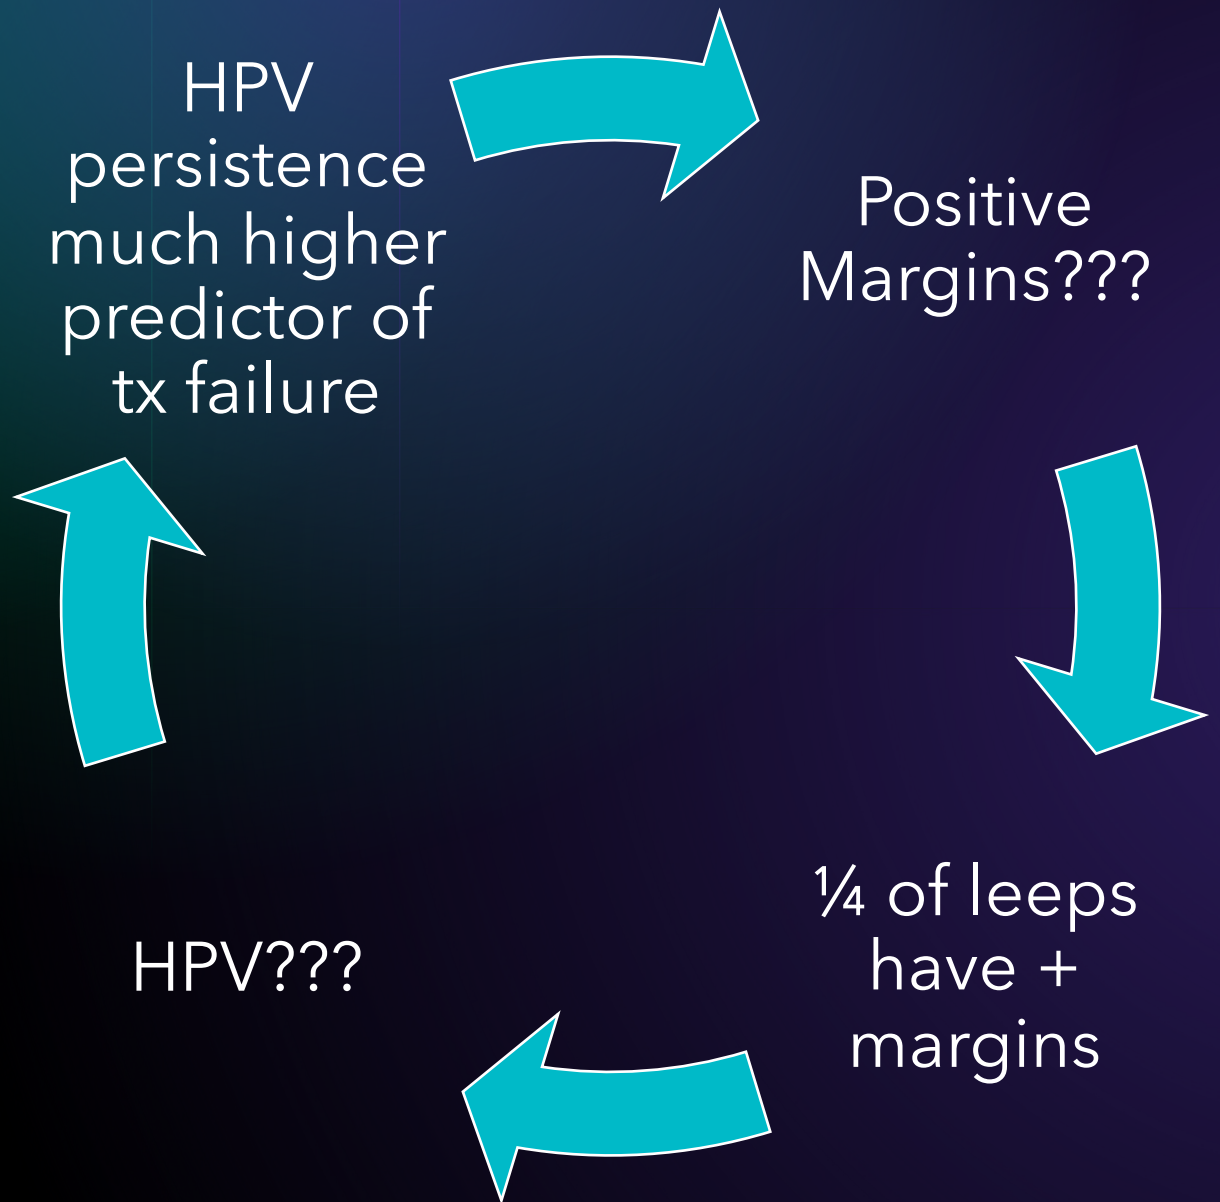 HPV
persistence
much higher
predictor of
tx failure
Positive
Margins???
¼ of leeps
have +
margins
HPV???